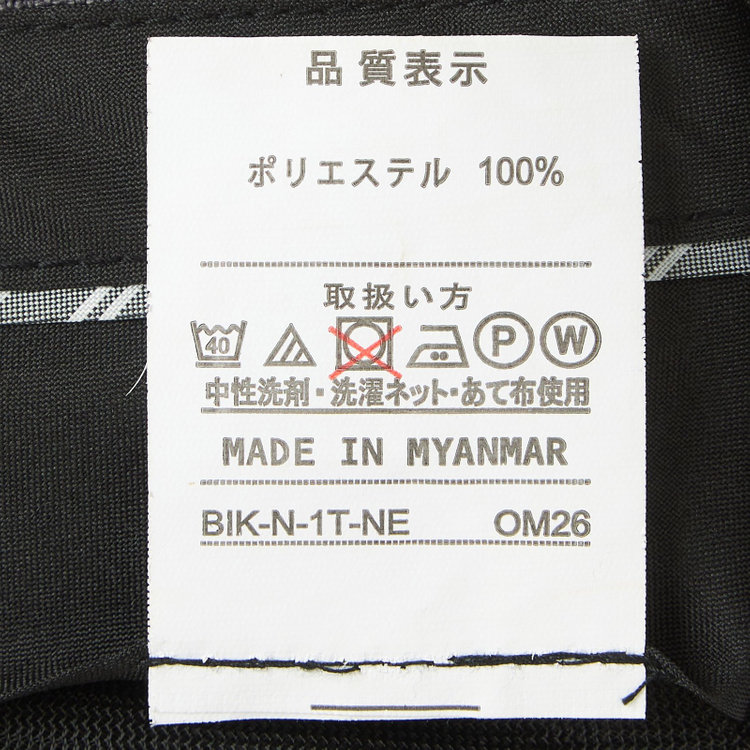 品質表示
ポリエステル 100%
取扱い方
40 P W
中性洗剤・洗濯ネット・あて布使用
MADE IN MYANMAR
BIK-N-1T-NE OM26